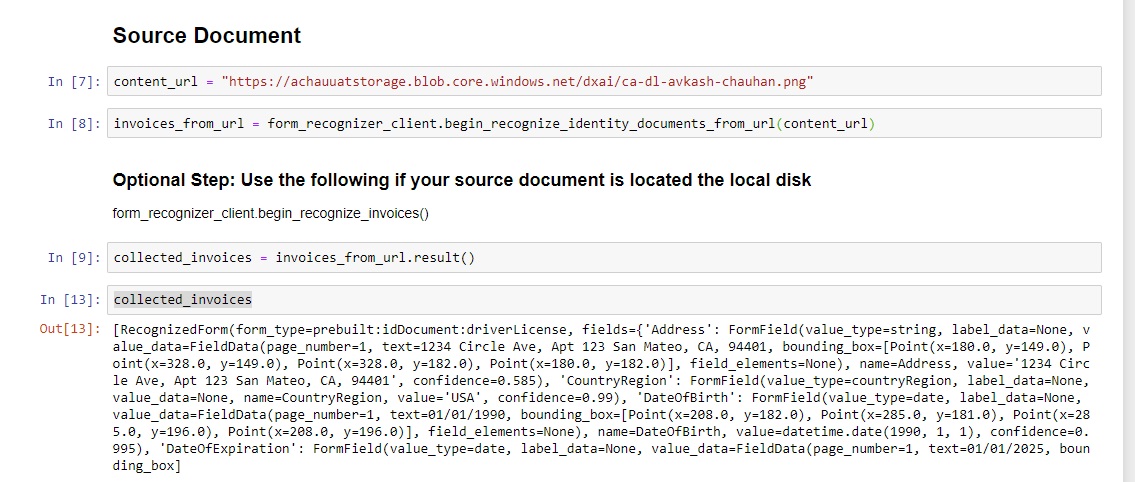 Source Document
In [7]: content_url = "https://achauuatstorage.blob.core.windows.net/dxai/ca-dl-avkash-chauhan.png"
In [8]: invoices_from_url = form_recognizer_client.begin_recognize_identity_documents_from_url(content_url)
Optional Step: Use the following if your source document is located the local disk
form_recognizer_client.begin_recognize_invoices()
In [9]: collected_invoices = invoices_from_url.result()
In [13]: collected_invoices
Out[13]: [RecognizedForm(form_type=prebuilt:idDocument:driverLicense, fields={'Address': FormField(value_type=string, label_data=None, v
alue_data=FieldData(page_number=1, text=1234 Circle Ave, Apt 123 San Mateo, CA, 94401, bounding_box=[Point(x=180.0, y=149.0), P
oint(x=328.0, y=149.0), Point(x=328.0, y=182.0), Point(x=180.0, y=182.0)], field_elements=None), name=Address, value='1234 Circ
le Ave, Apt 123 San Mateo, CA, 94401', confidence=0.585), 'CountryRegion': FormField(value_type=countryRegion, label_data=None,
value_data=None, name=CountryRegion, value='USA', confidence=0.99), 'DateOfBirth': FormField(value_type=date, label_data=None,
value_data=FieldData(page_number=1, text=01/01/1990, bounding_box=[Point(x=208.0, y=182.0), Point(x=285.0, y=181.0), Point(x=28
5.0, y=196.0), Point(x=208.0, y=196.0)], field_elements=None), name=DateOfBirth, value=datetime.date(1990, 1, 1), confidence=0.
995), 'DateOfExpiration': FormField(value_type=date, label_data=None, value_data=FieldData(page_number=1, text=01/01/2025, boun
ding_box]